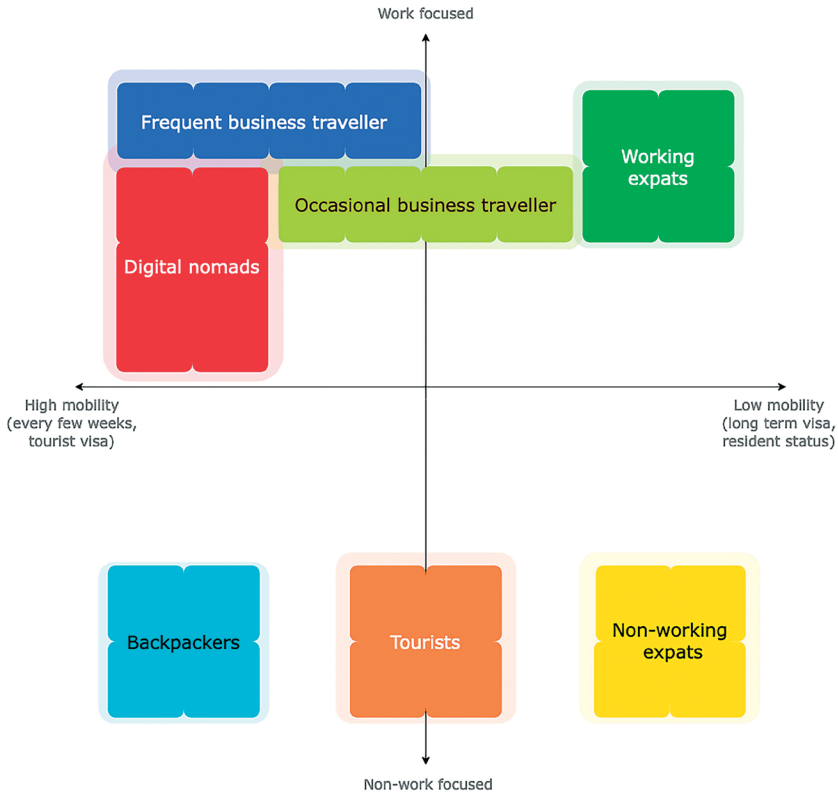 Work focused
Frequent business traveller
Working
expats
Occasional business traveller
Digital nomads
High mobility
(every few weeks,
tourist visa)
Low mobility
(long term visa,
resident status)
Backpackers
Tourists
Non-working
expats
Non-work focused